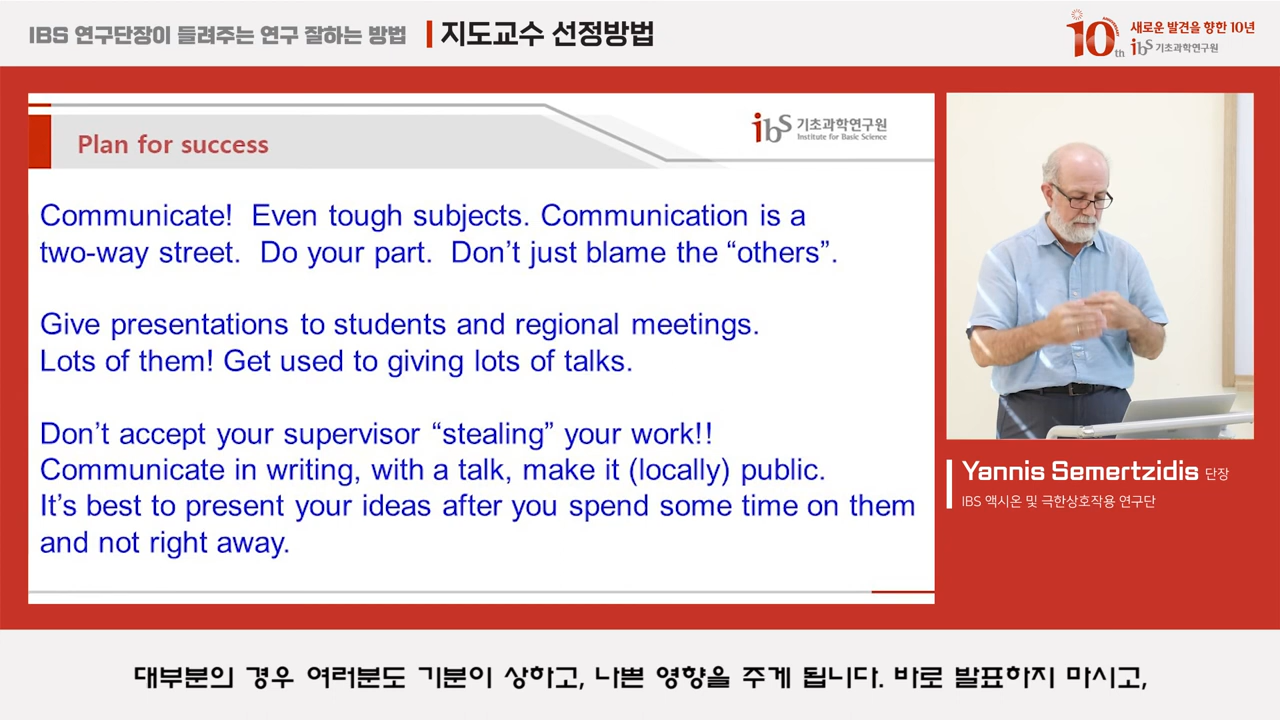 IBS 연구단장이 들려주는 연구 잘하는 방법 지도교수 선정방법
10th 새로운 발견을 향한 10년
ibs 기초과학연구원
Plan for success
ibs 기초과학연구원
Institute for Basic Science
Communicate! Even tough subjects. Communication is a
two-way street. Do your part. Don’t just blame the “others”.
Give presentations to students and regional meetings.
Lots of them! Get used to giving lots of talks.
Don’t accept your supervisor “stealing” your work!!
Communicate in writing, with a talk, make it (locally) public.
It’s best to present your ideas after you spend some time on them
and not right away.
Yannis Semertzidis 단장
IBS 액시온 및 극한상호작용 연구단
대부분의 경우 여러분도 기분이 상하고, 나쁜 영향을 주게 됩니다. 바로 발표하지 마시고,